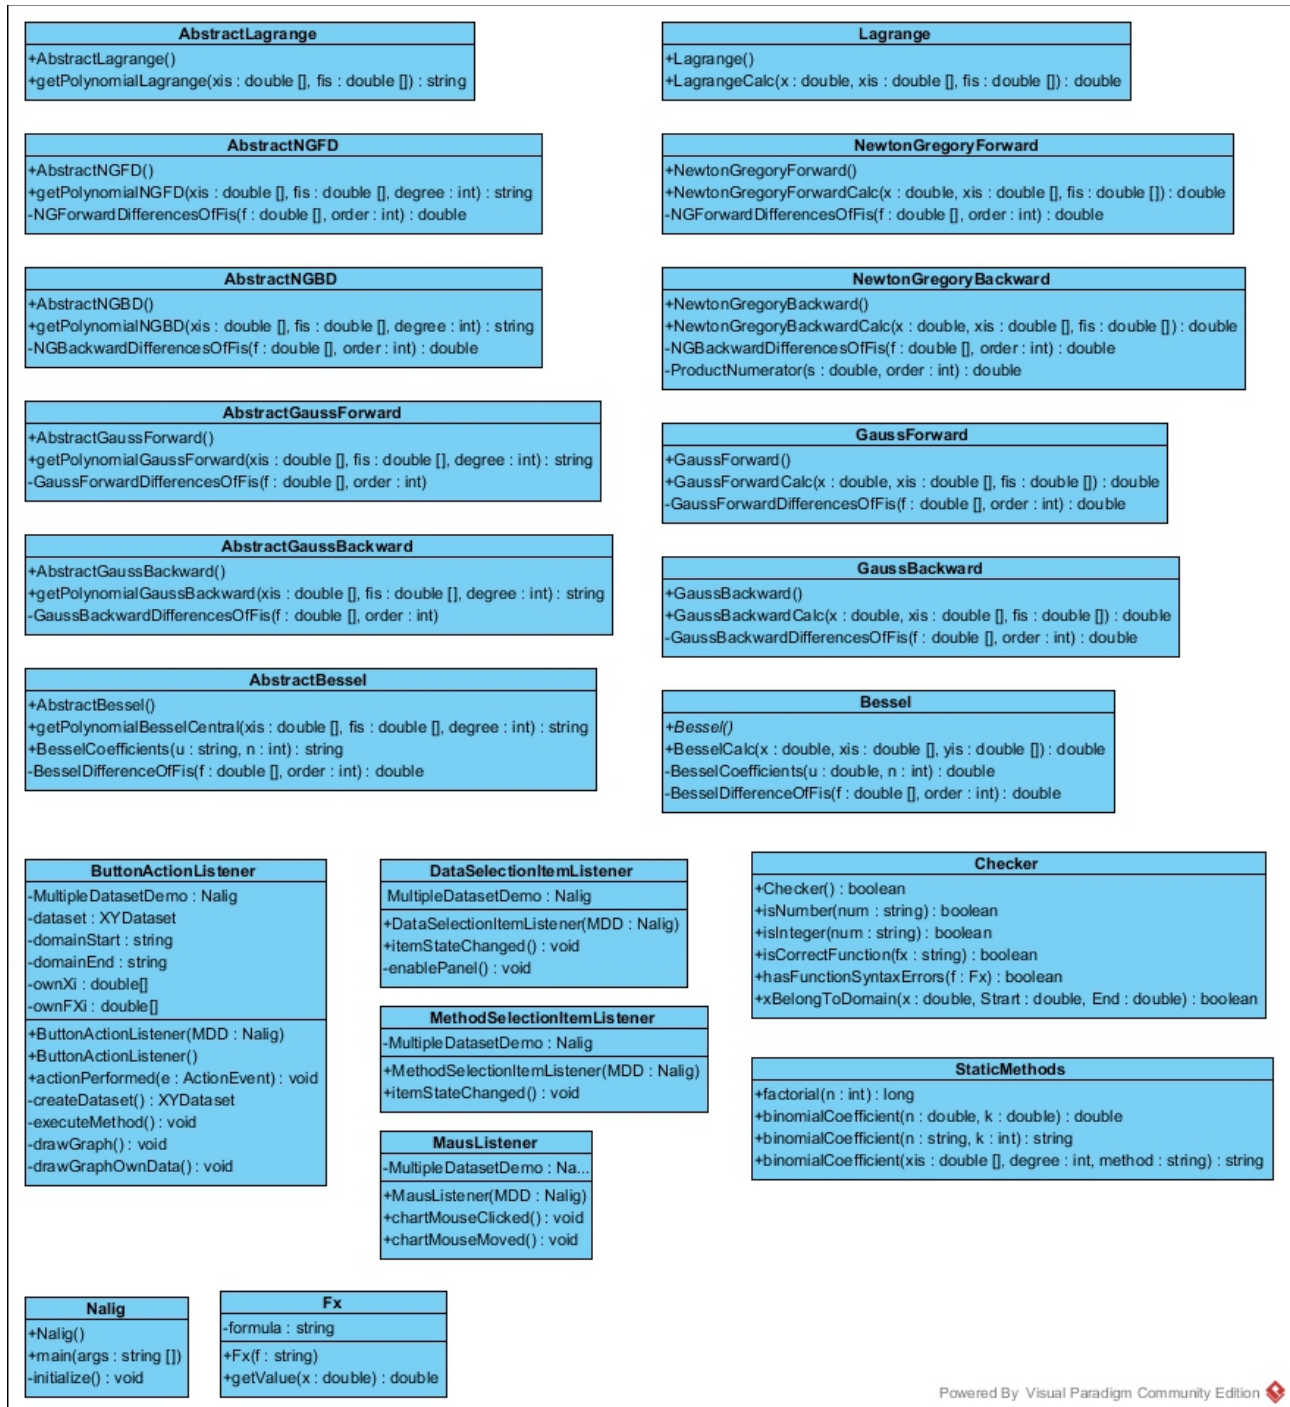 AbstractLagrange
+AbstractLagrange()
+getPolynomialLagrange(xis : double [], fis : double []) : string
Lagrange
+Lagrange()
+LagrangeCalc(x : double, xis : double [], fis : double []) : double
AbstractNGFD
+AbstractNGFD()
+getPolynomialNGFD(xis : double [], fis : double [], degree : int) : string
-NGForwardDifferencesOfFis(f : double [], order : int) : double
NewtonGregoryForward
+NewtonGregoryForward()
+NewtonGregoryForwardCalc(x : double, xis : double [], fis : double []) : double
-NGForwardDifferencesOfFis(f : double [], order : int) : double
AbstractNGBD
+AbstractNGBD()
+getPolynomialNGBD(xis : double [], fis : double [], degree : int) : string
-NGBackwardDifferencesOfFis(f : double [], order : int) : double
NewtonGregoryBackward
+NewtonGregoryBackward()
+NewtonGregoryBackwardCalc(x : double, xis : double [], fis : double []) : double
-NGBackwardDifferencesOfFis(f : double [], order : int) : double
-ProductNumerator(s : double, order : int) : double
AbstractGaussForward
+AbstractGaussForward()
+getPolynomialGaussForward(xis : double [], fis : double [], degree : int) : string
-GaussForwardDifferencesOfFis(f : double [], order : int)
GaussForward
+GaussForward()
+GaussForwardCalc(x : double, xis : double [], fis : double []) : double
-GaussForwardDifferencesOfFis(f : double [], order : int) : double
AbstractGaussBackward
+AbstractGaussBackward()
+getPolynomialGaussBackward(xis : double [], fis : double [], degree : int) : string
-GaussBackwardDifferencesOfFis(f : double [], order : int)
GaussBackward
+GaussBackward()
+GaussBackwardCalc(x : double, xis : double [], fis : double []) : double
-GaussBackwardDifferencesOfFis(f : double [], order : int) : double
AbstractBessel
+AbstractBessel()
+getPolynomialBesselCentral(xis : double [], fis : double [], degree : int) : string
+BesselCoefficients(u : string, n : int) : string
-BesselDifferenceOfFis(f : double [], order : int) : double
Bessel
+Bessel()
+BesselCalc(x : double, xis : double [], yis : double []) : double
-BesselCoefficients(u : double, n : int) : double
-BesselDifferenceOfFis(f : double [], order : int) : double
ButtonActionListener
-MultipleDatasetDemo : Nalig
-dataset : XYDataset
-domainStart : string
-domainEnd : string
-ownXi : double[]
-ownFXi : double[]
+ButtonActionListener(MDD : Nalig)
+ButtonActionListener()
+actionPerformed(e : ActionEvent) : void
-createDataset() : XYDataset
-executeMethod() : void
-drawGraph() : void
-drawGraphOwnData() : void
DataSelectionItemListener
MultipleDatasetDemo : Nalig
+DataSelectionItemListener(MDD : Nalig)
+itemStateChanged() : void
-enablePanel() : void
MethodSelectionItemListener
-MultipleDatasetDemo : Nalig
+MethodSelectionItemListener(MDD : Nalig)
+itemStateChanged() : void
MausListener
-MultipleDatasetDemo : Na...
+MausListener(MDD : Nalig)
+chartMouseClicked() : void
+chartMouseMoved() : void
Checker
+Checker() : boolean
+isNumber(num : string) : boolean
+isInteger(num : string) : boolean
+isCorrectFunction(fx : string) : boolean
+hasFunctionSyntaxErrors(f : Fx) : boolean
+xBelongToDomain(x : double, Strart : double, End : double) : boolean
StaticMethods
+factorial(n : int) : long
+binomialCoefficient(n : double, k : double) : double
+binomialCoefficient(n : string, k : int) : string
+binomialCoefficient(xis : double [], degree : int, method : string) : string
Nalig
+Nalig()
+main(args : string [])
-initialize() : void
Fx
-formula : string
+Fx(f : string)
+getValue(x : double) : double
Powered By Visual Paradigm Community Edition